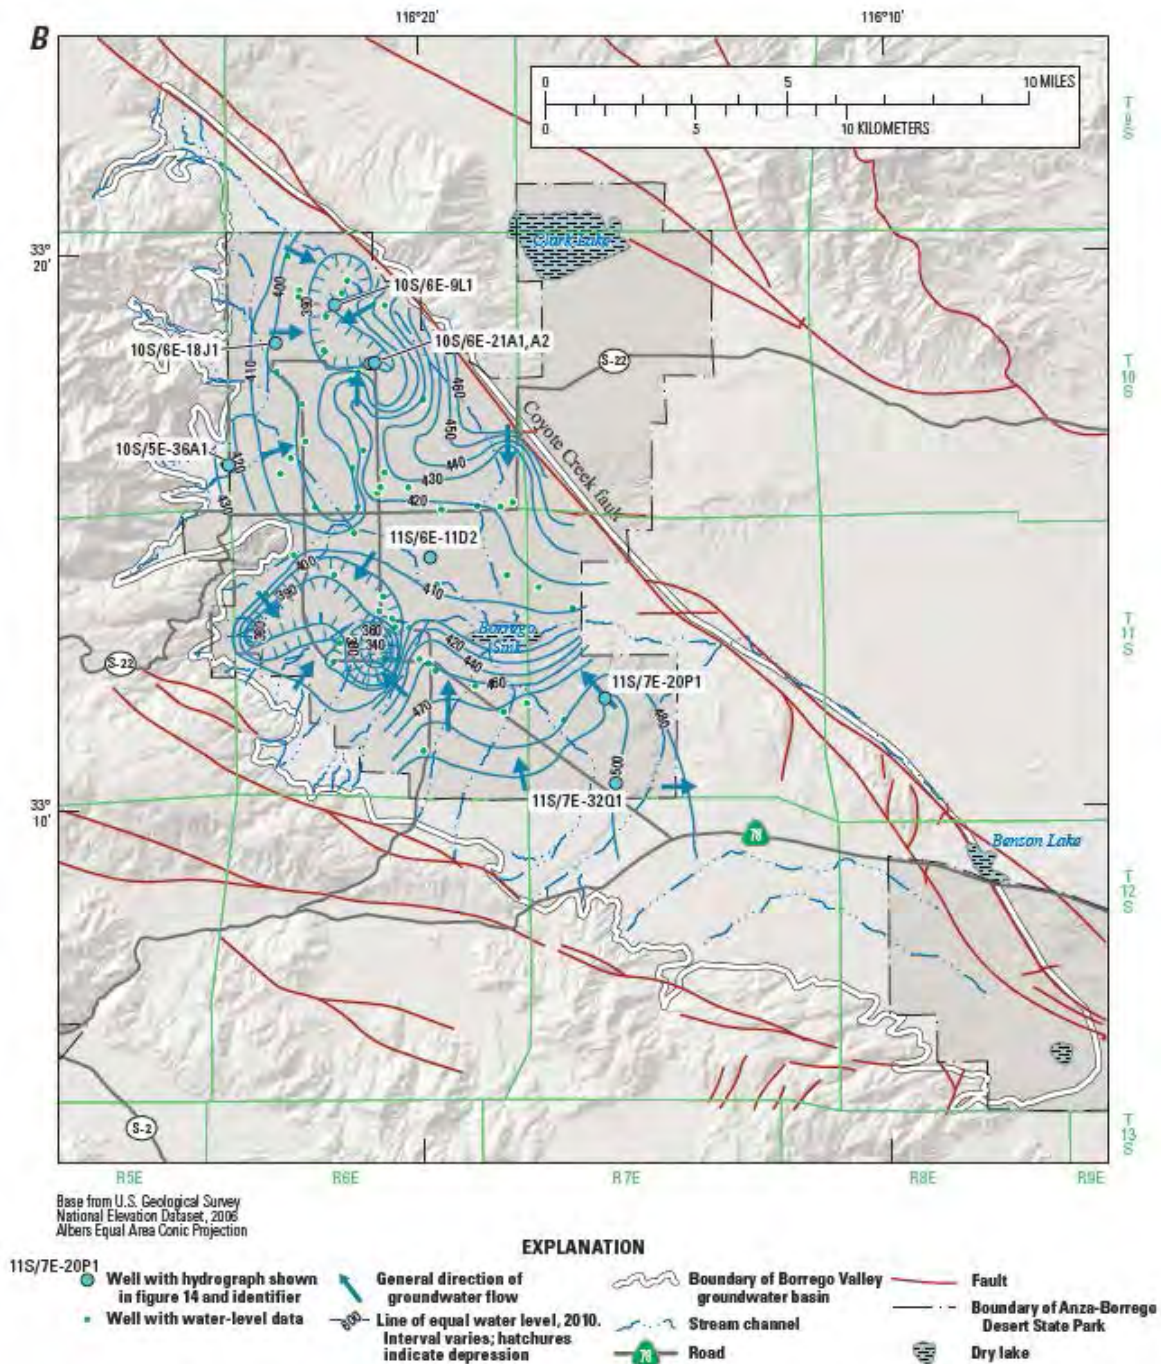 B
116°20'
116°10'
0 5 10 MILES
0 5 10 KILOMETERS
T
S
33°
20'
Clark Lake
400
390
10S/6E-9L1
10S/6E-18J1
10S/6E-21A1,A2
S-22
410
460
450
T
10
S
Coyote Creek fault
10S/5E-36A1
420
440
430
430
420
11S/6E-11D2
400
390
410
360
380
360
340
Borrego
Sink
420
440
460
T
11
S
S-22
11S/7E-20P1
470
480
500
33°
10'
11S/7E-32Q1
78
Benson Lake
T
12
S
S-2
T
13
S
R5E R6E R7E R8E R9E
Base from U.S. Geological Survey
National Elevation Dataset, 2006
Albers Equal Area Conic Projection
EXPLANATION
11S/7E-20P1
Well with hydrograph shown
in figure 14 and identifier
Well with water-level data
General direction of
groundwater flow
Line of equal water level, 2010.
Interval varies; hatchures
indicate depression
Boundary of Borrego Valley
groundwater basin
Stream channel
78 Road
Fault
Boundary of Anza-Borrego
Desert State Park
Dry lake